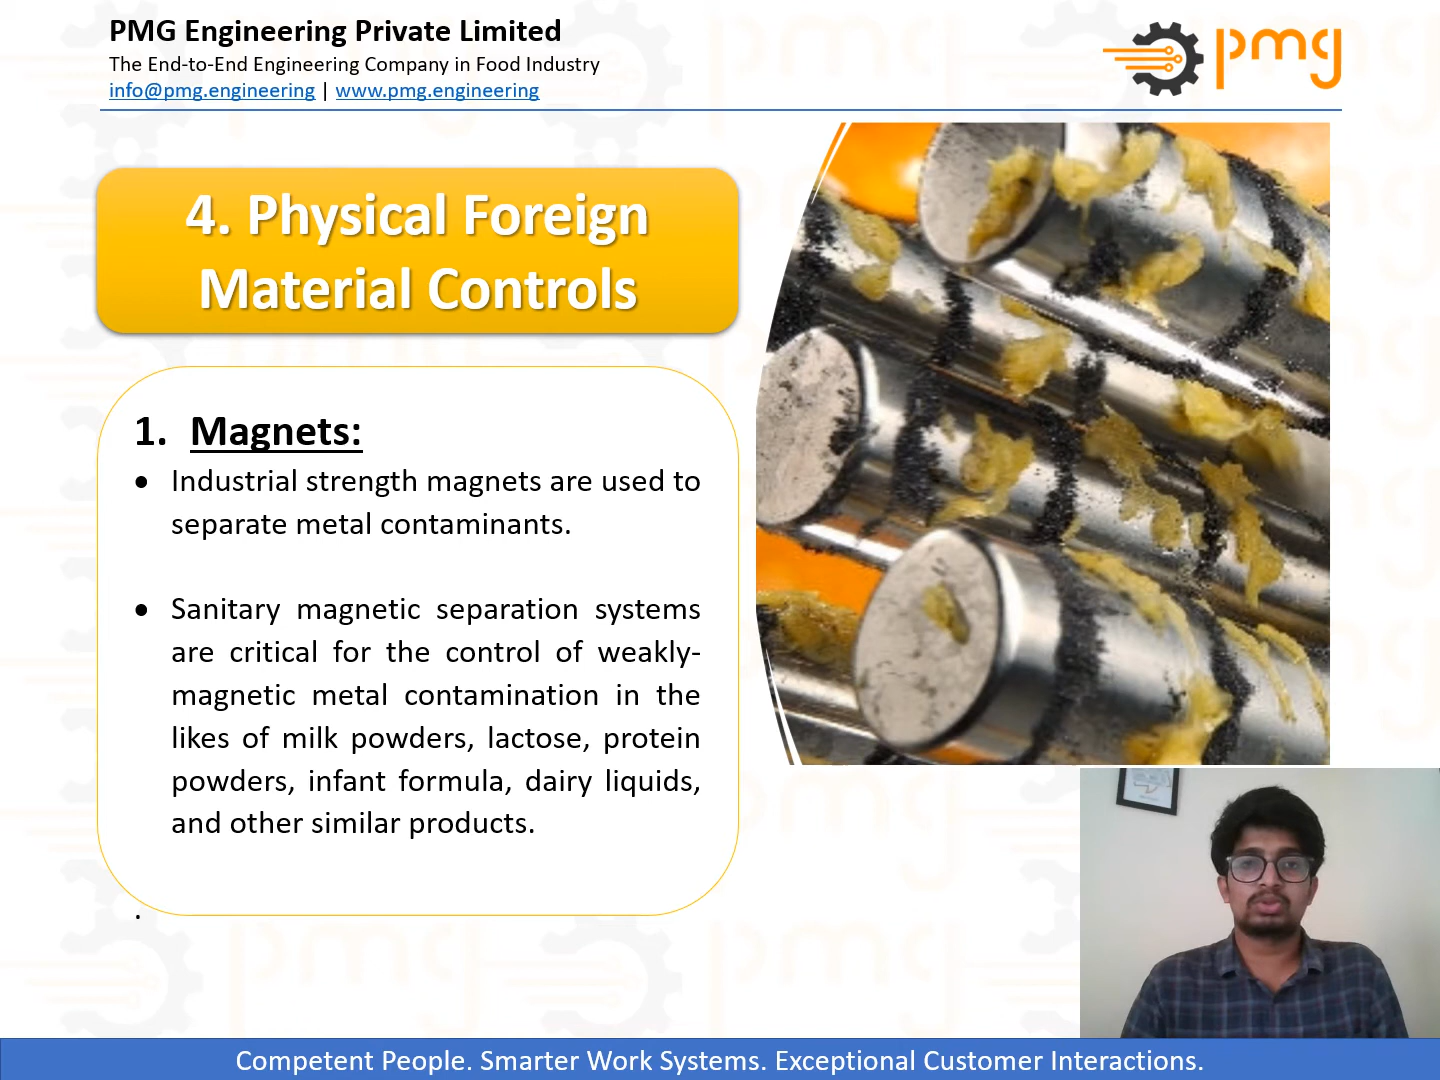 PMG Engineering Private Limited
The End-to-End Engineering Company in Food Industry
info@pmg.engineering | www.pmg.engineering
pmg
4. Physical Foreign
Material Controls
1. Magnets:
• Industrial strength magnets are used to
separate metal contaminants.
• Sanitary magnetic separation systems
are critical for the control of weakly-
magnetic metal contamination in the
likes of milk powders, lactose, protein
powders, infant formula, dairy liquids,
and other similar products.
.
Competent People. Smarter Work Systems. Exceptional Customer Interactions.